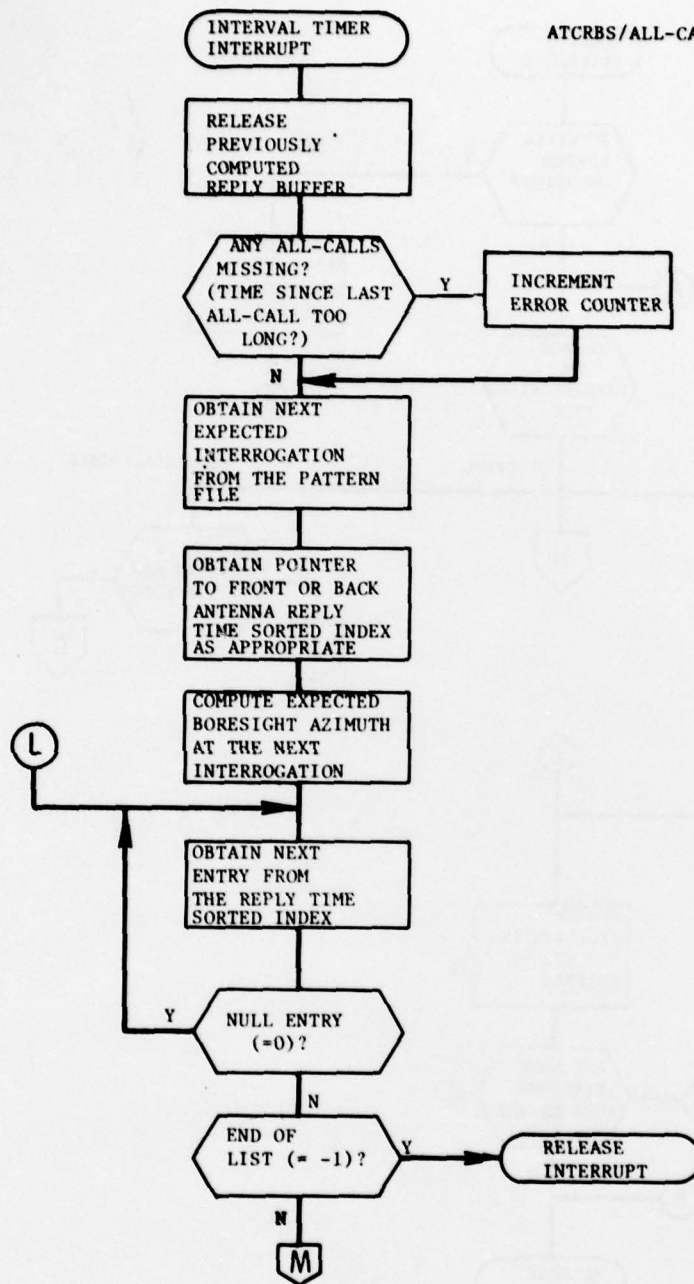 ATCRBS/ALL-CA
INTERVAL TIMER
INTERRUPT
RELEASE
PREVIOUSLY
COMPUTED
REPLY BUFFER
ANY ALL-CALLS
MISSING?
(TIME SINCE LAST
ALL-CALL TOO
LONG?)
Y
INCREMENT
ERROR COUNTER
N
OBTAIN NEXT
EXPECTED
INTERROGATION
FROM THE PATTERN
FILE
OBTAIN POINTER
TO FRONT OR BACK
ANTENNA REPLY
TIME SORTED INDEX
AS APPROPRIATE
COMPUTE EXPECTED
BORESIGHT AZIMUTH
AT THE NEXT
INTERROGATION
L
OBTAIN NEXT
ENTRY FROM
THE REPLY TIME
SORTED INDEX
Y
NULL ENTRY
(=0)?
N
END OF
LIST (= -1)?
Y
RELEASE
INTERRUPT
N
M